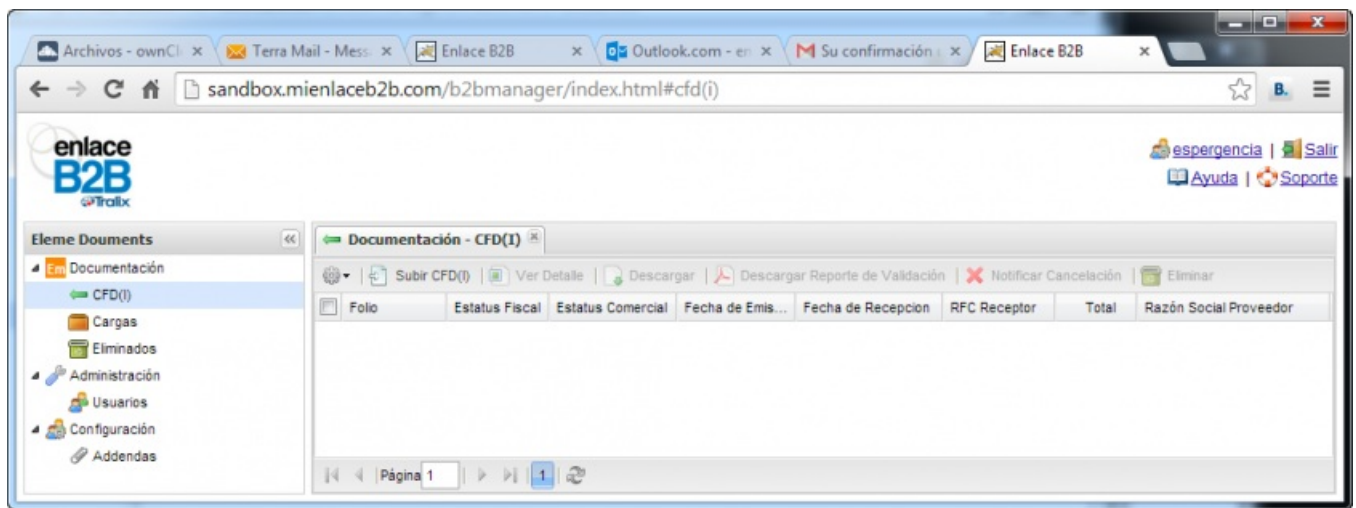 Archivos - ownCl
Terra Mail - Mess
Enlace B2B
Outlook.com - en
Su confirmación
Enlace B2B
sandbox.mienlaceb2b.com/b2bmanager/index.html#cfd(i)
B.
enlace
B2B
Tralix
espergencia | Salir
Ayuda | Soporte
Eleme Douments
Em Documentación
CFD(I)
Cargas
Eliminados
Administración
Usuarios
Configuración
Addendas
Documentación - CFD(I)
Subir CFD(I) | Ver Detalle | Descargar | Descargar Reporte de Validación | Notificar Cancelación | Eliminar
Folio Estatus Fiscal Estatus Comercial Fecha de Emis... Fecha de Recepcion RFC Receptor Total Razón Social Proveedor
Página 1 1